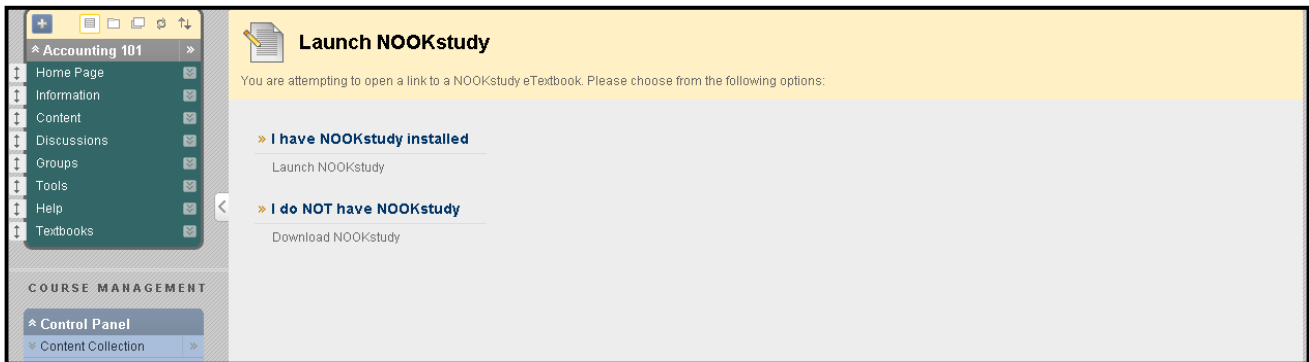 Accounting 101
Home Page
Information
Content
Discussions
Groups
Tools
Help
Textbooks
COURSE MANAGEMENT
Control Panel
Content Collection
Launch NOOKstudy
You are attempting to open a link to a NOOKstudy eTextbook. Please choose from the following options:
I have NOOKstudy installed
Launch NOOKstudy
I do NOT have NOOKstudy
Download NOOKstudy